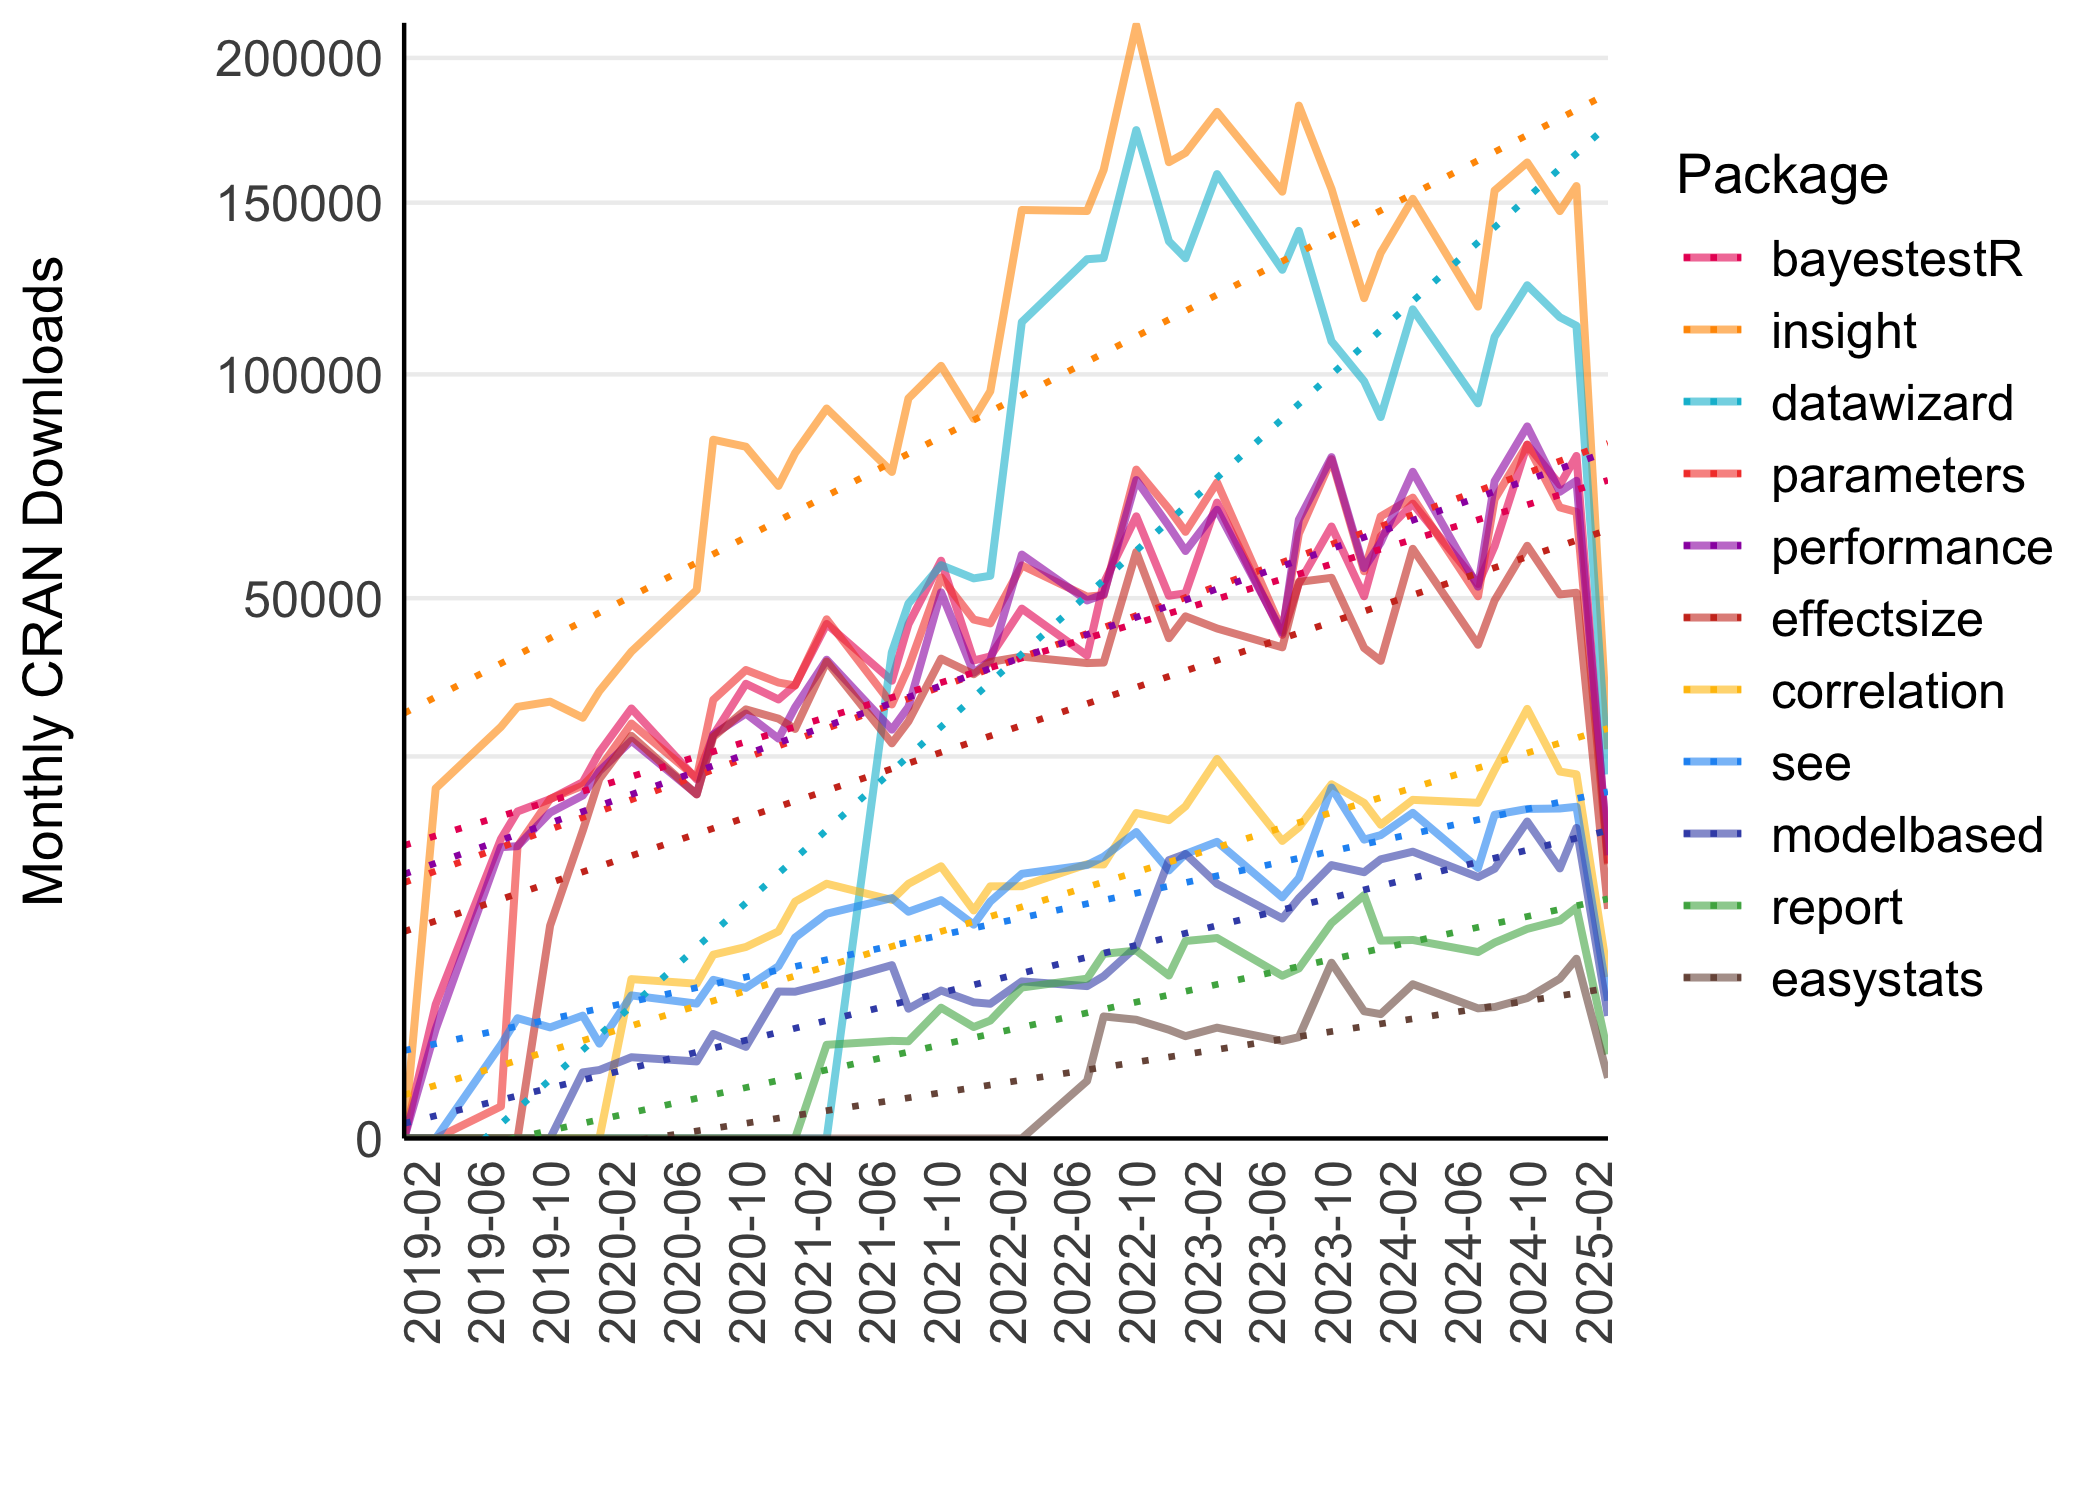 Monthly CRAN Downloads
200000
150000
100000
50000
0
2019-02
2019-06
2019-10
2020-02
2020-06
2020-10
2021-02
2021-06
2021-10
2022-02
2022-06
2022-10
2023-02
2023-06
2023-10
2024-02
2024-06
2024-10
2025-02
Package
bayestestR
insight
datawizard
parameters
performance
effectsize
correlation
see
modelbased
report
easystats